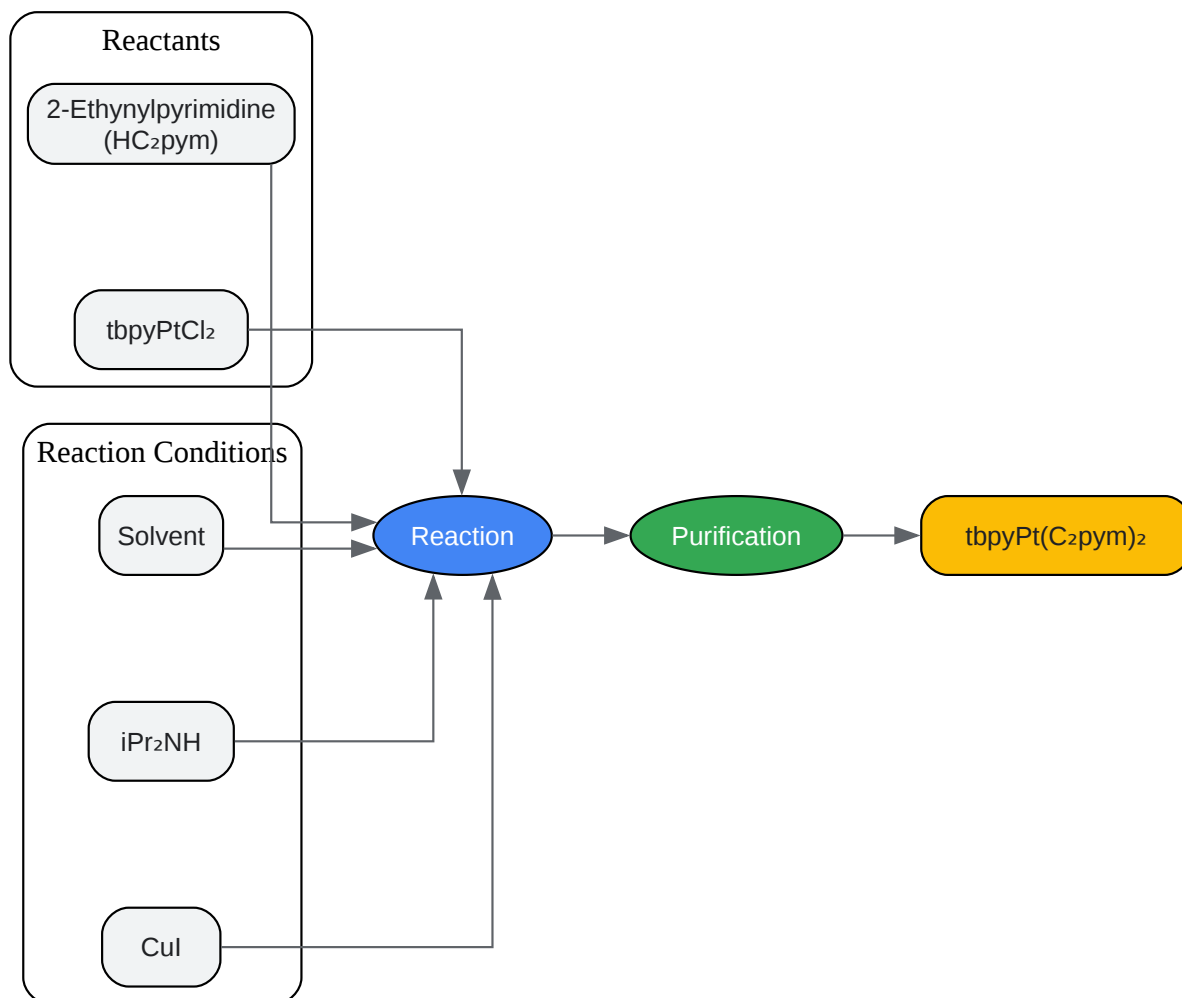 Reactants
2-Ethynylpyrimidine
(HC₂pym)
tbpyPtCl₂
Reaction Conditions
Solvent
iPr₂NH
CuI
Reaction
Purification
tbpyPt(C₂pym)₂